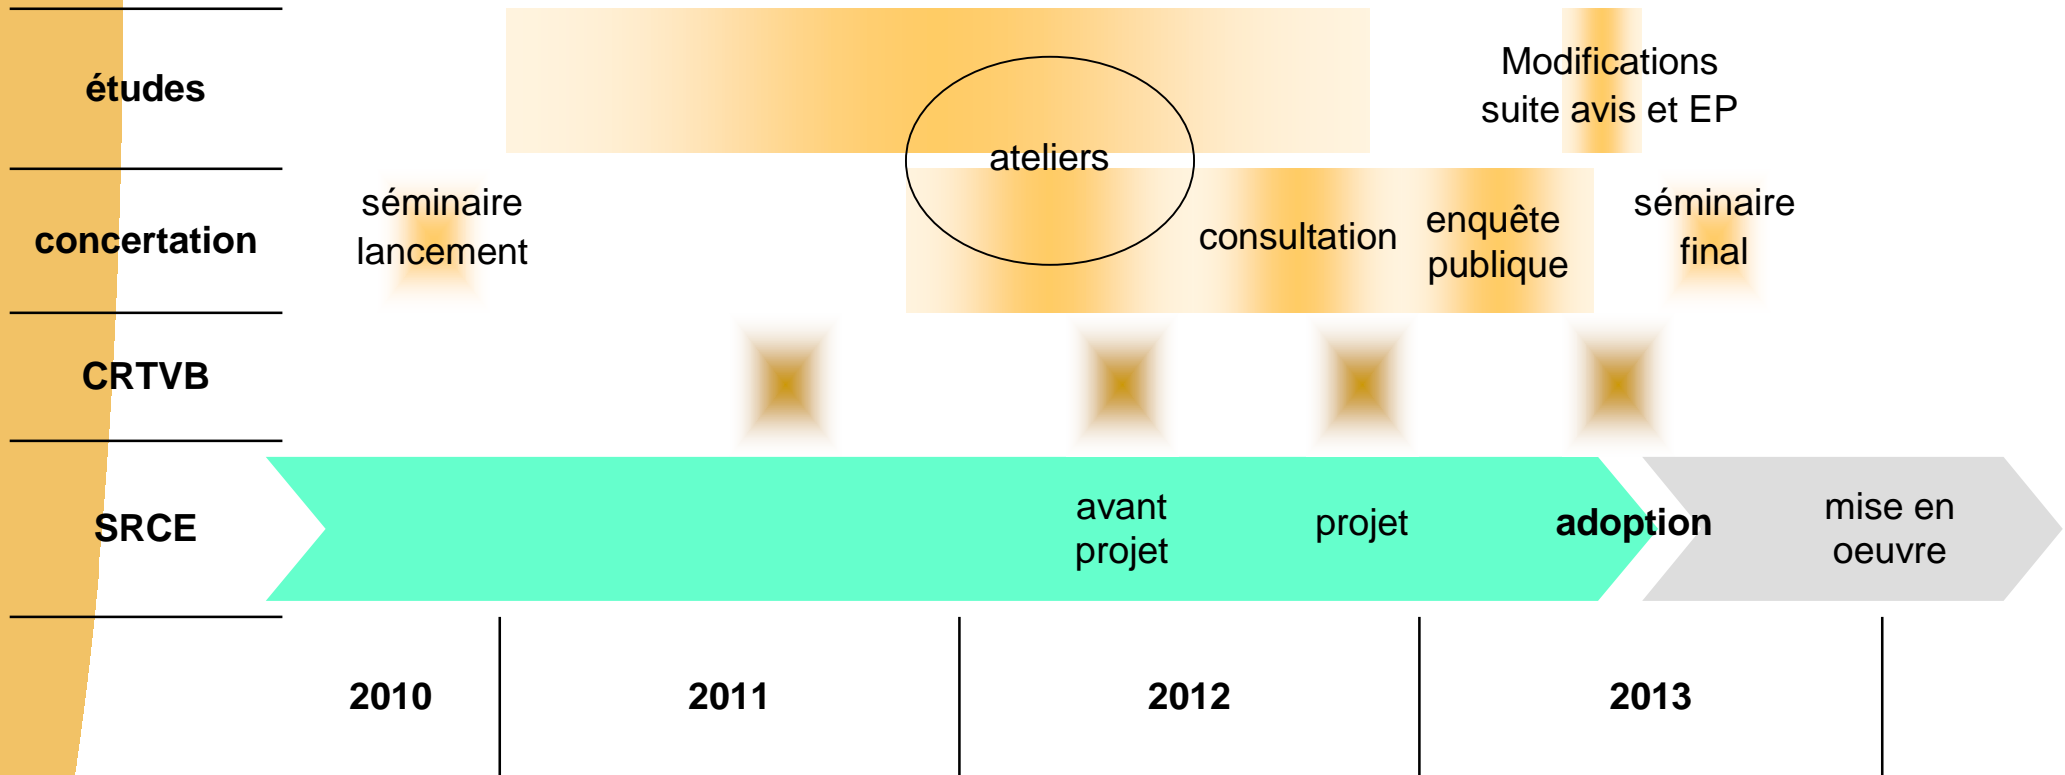 études
Modifications
suite avis et EP
ateliers
concertation
séminaire
lancement
consultation
enquête
publique
séminaire
final
CRTVB
SRCE
avant
projet
projet
adoption
mise en
oeuvre
2010
2011
2012
2013